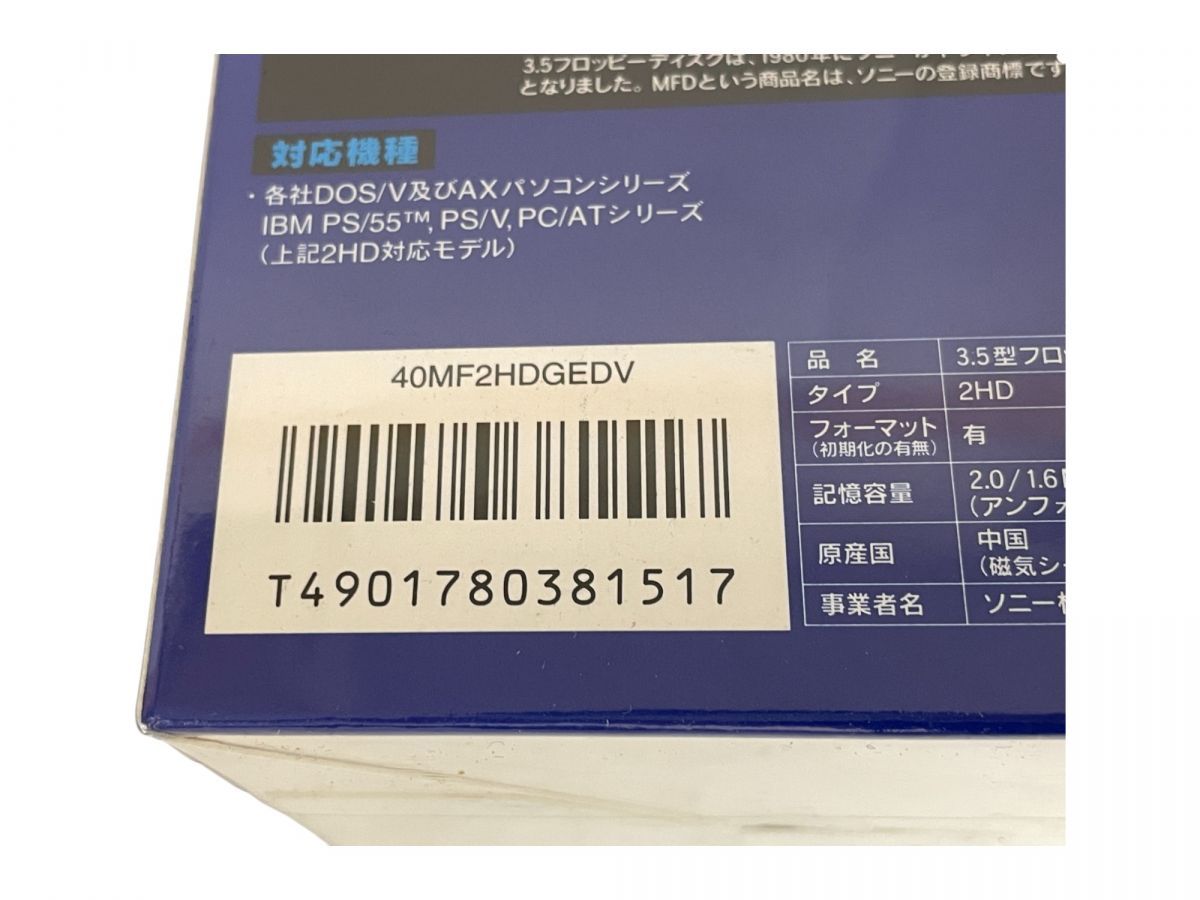 3.5フロッピーディスクは、1980年にソニーが
となりました。MFDという商品名は、ソニーの登録商標です
対応機種
・各社DOS/V及びAXパソコンシリーズ
IBM PS/55™, PS/V, PC/ATシリーズ
(上記2HD対応モデル)
40MF2HDGEDV
T4901780381517
品 名 3.5型フロッ
タイプ 2HD
フォーマット 有
(初期化の有無)
記憶容量 2.0/1.6
(アンフォ
原産国 中国
(磁気シ
事業者名 ソニー